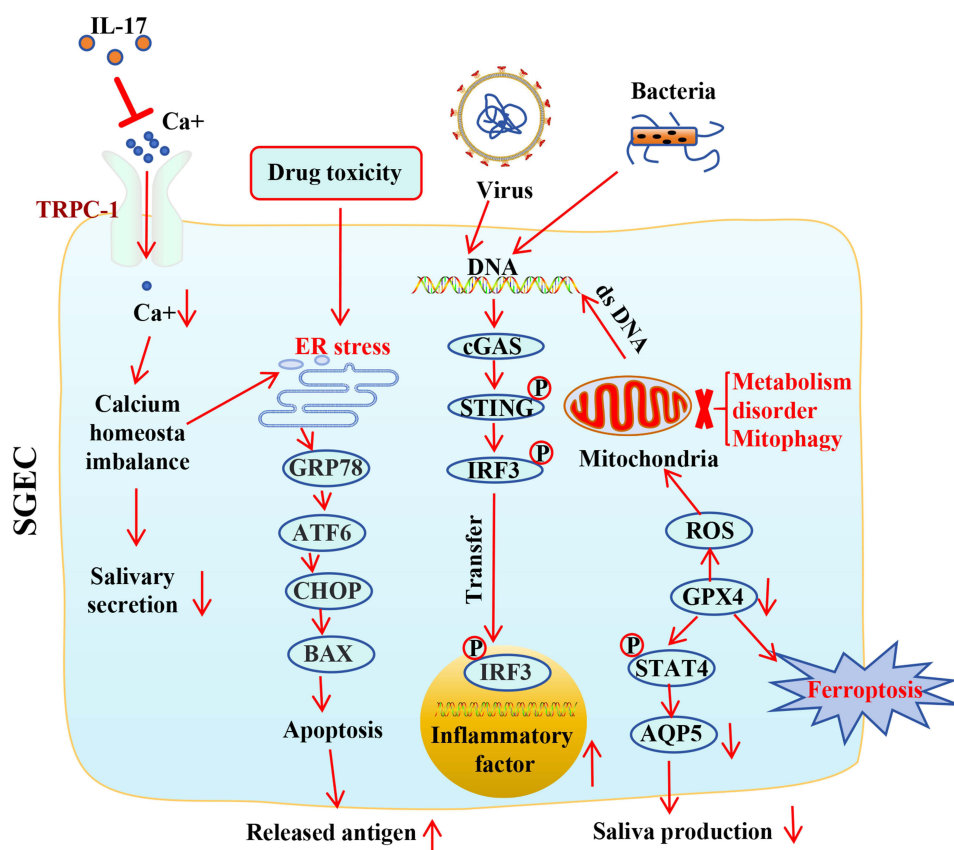 IL-17
Ca+
TRPC-1
Ca+
Calcium
homeosta
imbalance
Salivary
secretion
SGEC
Drug toxicity
ER stress
GRP78
ATF6
CHOP
BAX
Apoptosis
Released antigen
Virus
Bacteria
DNA
cGAS
STING
P
IRF3
P
Transfer
P
IRF3
Inflammatory
factor
ds DNA
Mitochondria
Metabolism
disorder
Mitophagy
ROS
GPX4
P
STAT4
AQP5
Ferroptosis
Saliva production